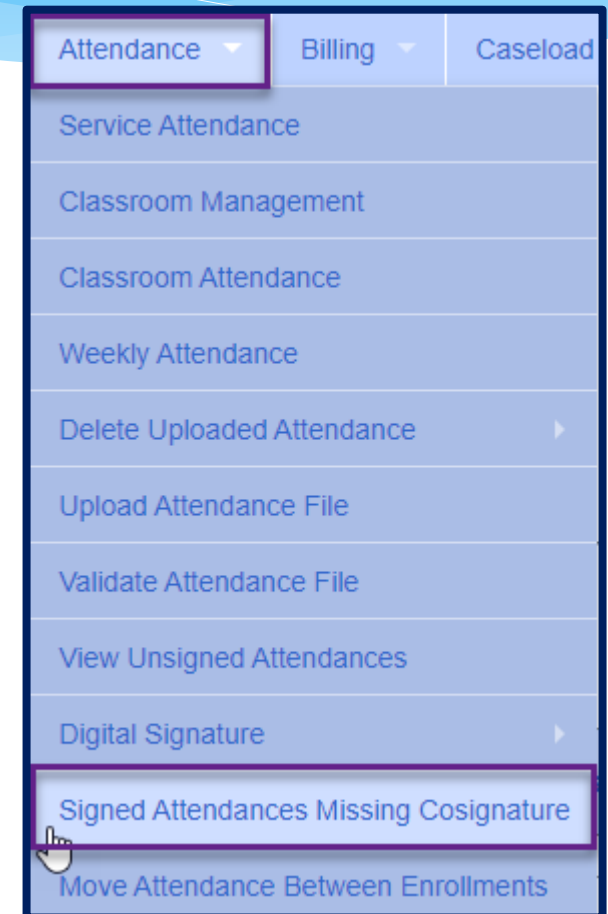 Attendance Billing Caseload
Service Attendance
Classroom Management
Classroom Attendance
Weekly Attendance
Delete Uploaded Attendance
Upload Attendance File
Validate Attendance File
View Unsigned Attendances
Digital Signature
Signed Attendances Missing Cosignature
Move Attendance Between Enrollments